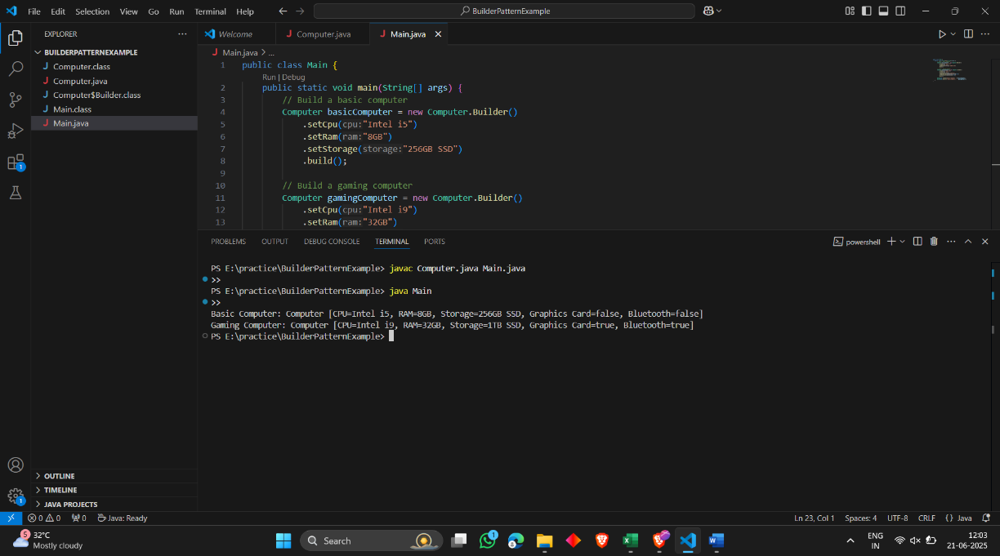 File Edit Selection View Go Run Terminal Help
BuilderPatternExample
EXPLORER
BUILDERPATTERNEXAMPLE
J Computer.class
J Computer.java
J Computer$Builder.class
J Main.class
J Main.java
1
OUTLINE
TIMELINE
JAVA PROJECTS
1
Welcome
J Computer.java
J Main.java
J Main.java > ...
1 public class Main {
Run | Debug
2 public static void main(String[] args) {
3 // Build a basic computer
4 Computer basicComputer = new Computer.Builder()
5 .setCpu(cpu:"Intel i5")
6 .setRam(ram:"8GB")
7 .setStorage(storage:"256GB SSD")
8 .build();
9
10 // Build a gaming computer
11 Computer gamingComputer = new Computer.Builder()
12 .setCpu(cpu:"Intel i9")
13 .setRam(ram:"32GB")
PROBLEMS OUTPUT DEBUG CONSOLE TERMINAL PORTS
powershell
PS E:\practice\BuilderPatternExample> javac Computer.java Main.java
>>
PS E:\practice\BuilderPatternExample> java Main
>>
Basic Computer: Computer [CPU=Intel i5, RAM=8GB, Storage=256GB SSD, Graphics Card=false, Bluetooth=false]
Gaming Computer: Computer [CPU=Intel i9, RAM=32GB, Storage=1TB SSD, Graphics Card=true, Bluetooth=true]
PS E:\practice\BuilderPatternExample>
0 0 0 Java: Ready
Ln 23, Col 1 Spaces: 4 UTF-8 CRLF {} Java
5
32°C
Mostly cloudy
Search
1
ENG
IN
12:03
21-06-2025